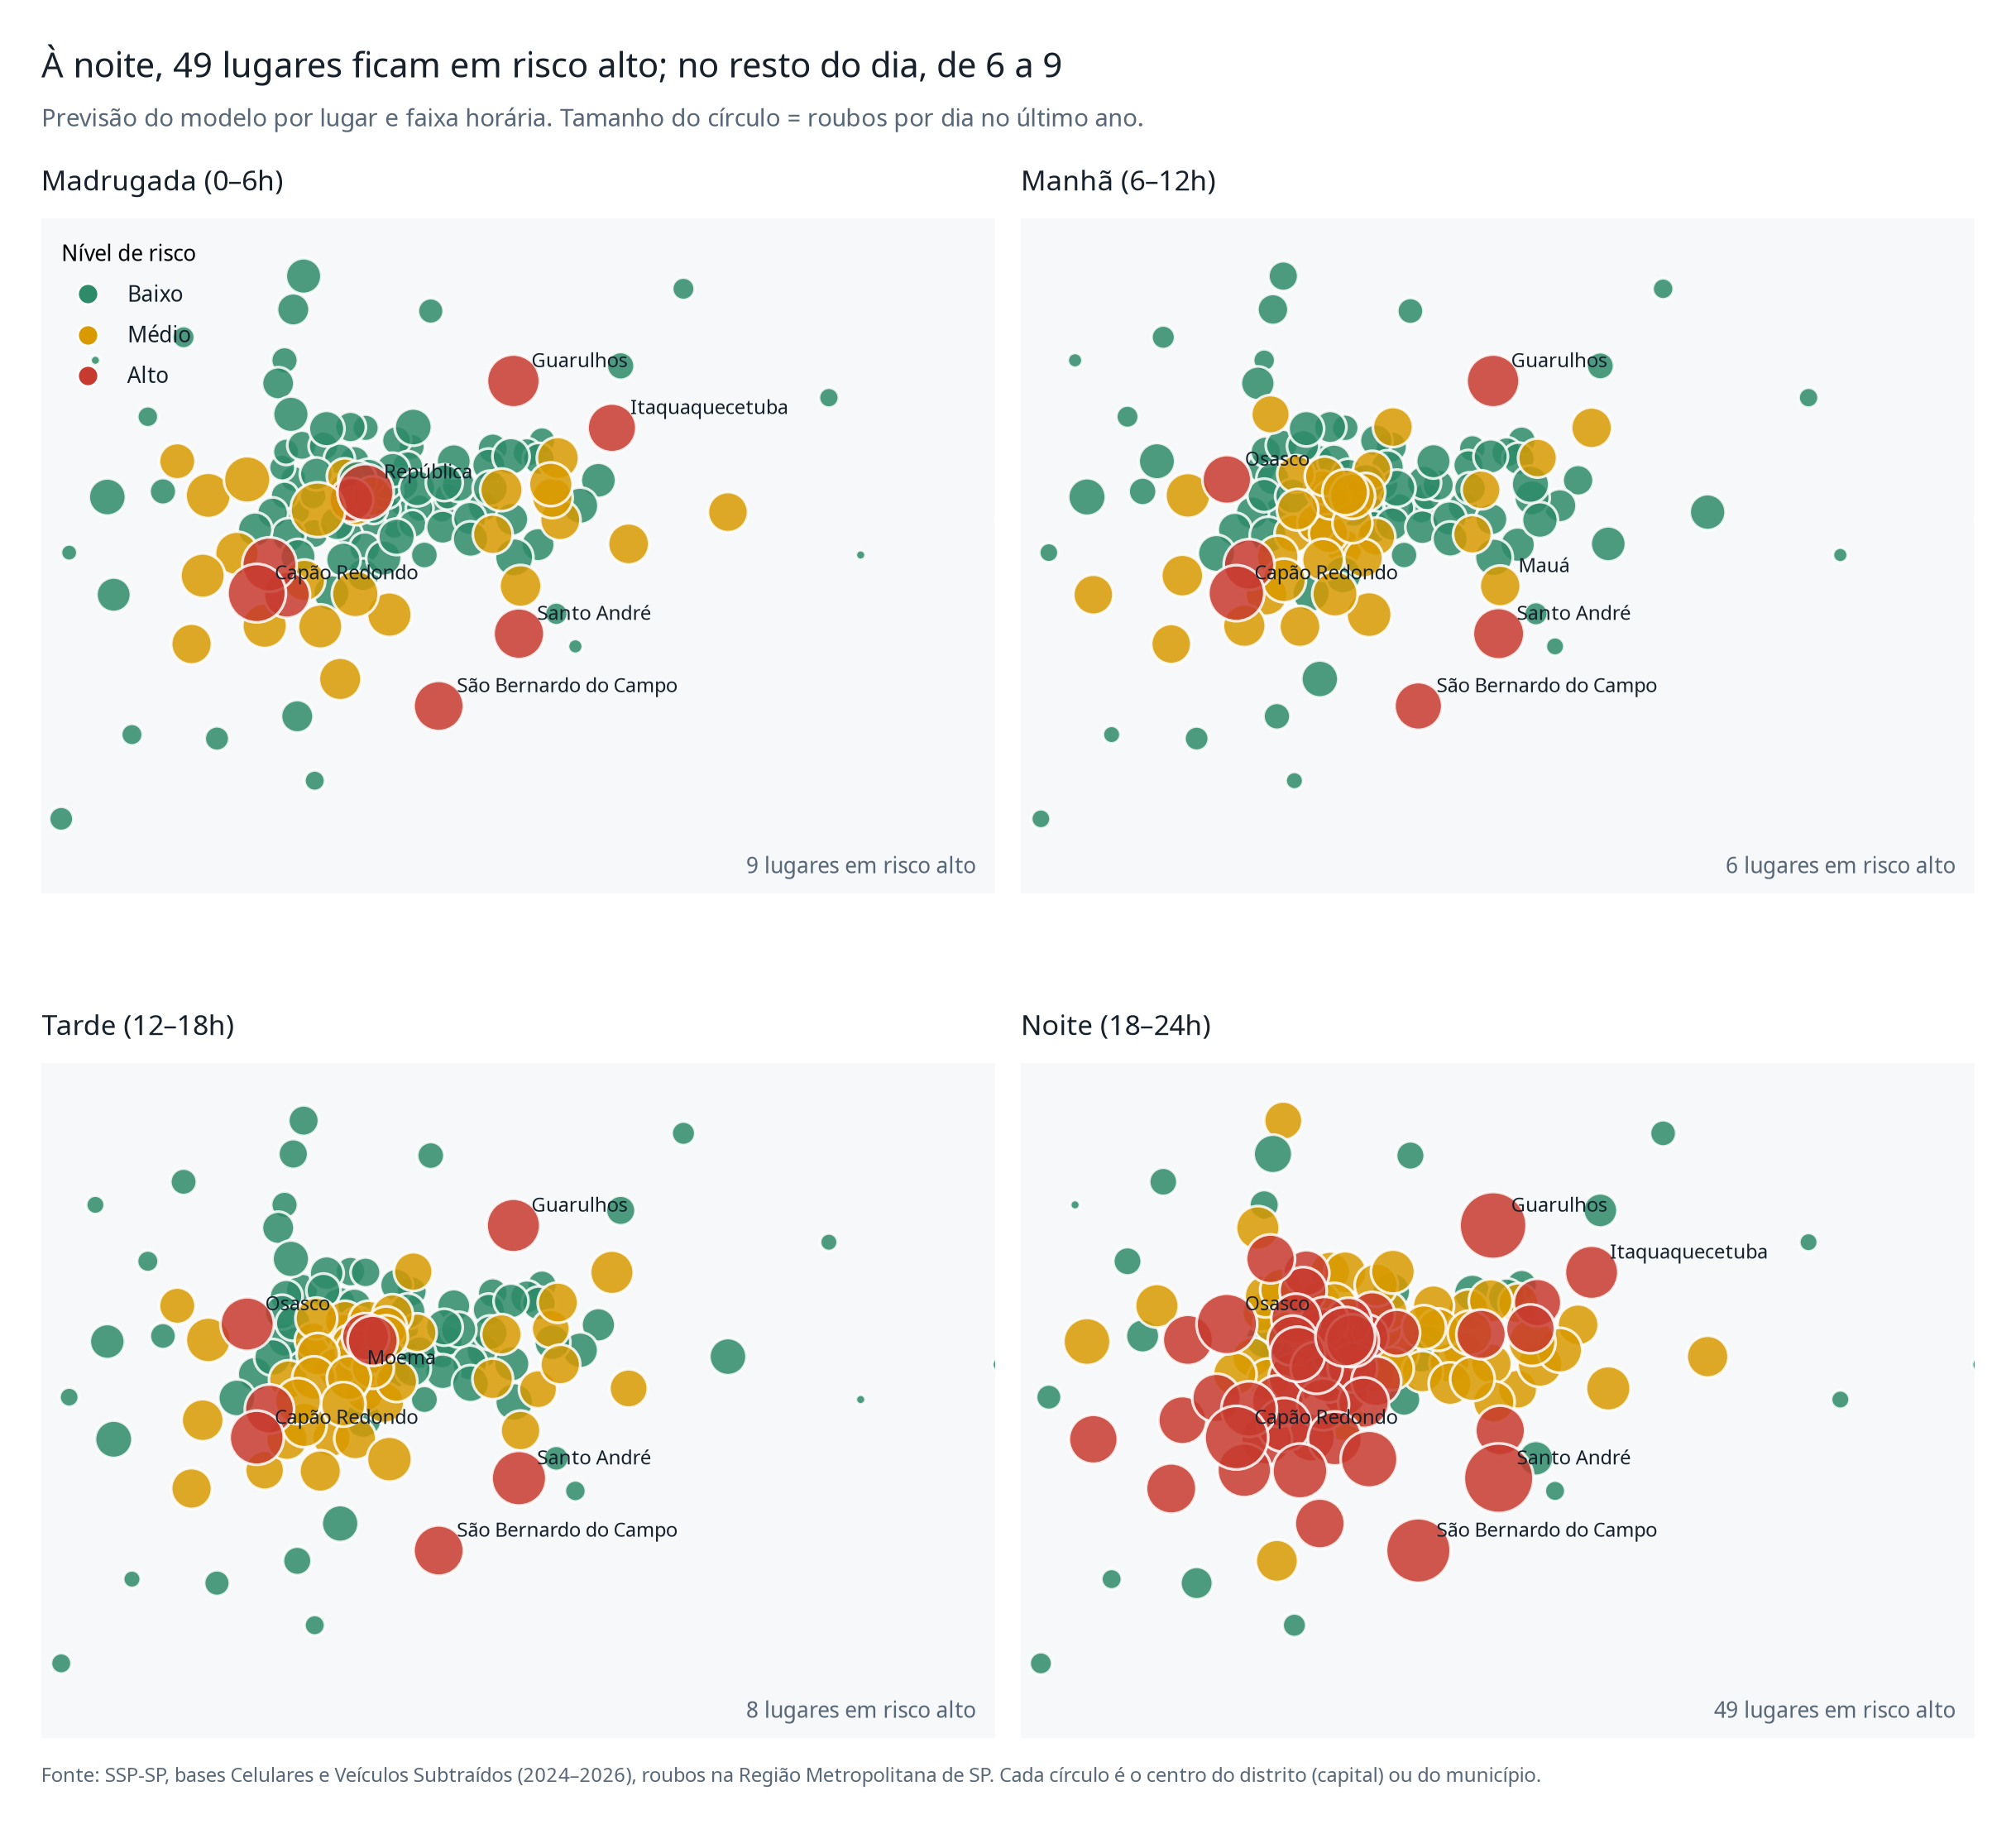 À noite, 49 lugares ficam em risco alto; no resto do dia, de 6 a 9
Previsão do modelo por lugar e faixa horária. Tamanho do círculo = roubos por dia no último ano.
Madrugada (0–6h)
Nível de risco
Baixo
Médio
Alto
Guarulhos
Itaquaquecetuba
República
Capão Redondo
Santo André
São Bernardo do Campo
9 lugares em risco alto
Manhã (6–12h)
Guarulhos
Osasco
Mauá
Capão Redondo
Santo André
São Bernardo do Campo
6 lugares em risco alto
Tarde (12–18h)
Guarulhos
Osasco
Moema
Capão Redondo
Santo André
São Bernardo do Campo
8 lugares em risco alto
Noite (18–24h)
Guarulhos
Itaquaquecetuba
Osasco
Capão Redondo
Santo André
São Bernardo do Campo
49 lugares em risco alto
Fonte: SSP-SP, bases Celulares e Veículos Subtraídos (2024–2026), roubos na Região Metropolitana de SP. Cada círculo é o centro do distrito (capital) ou do município.